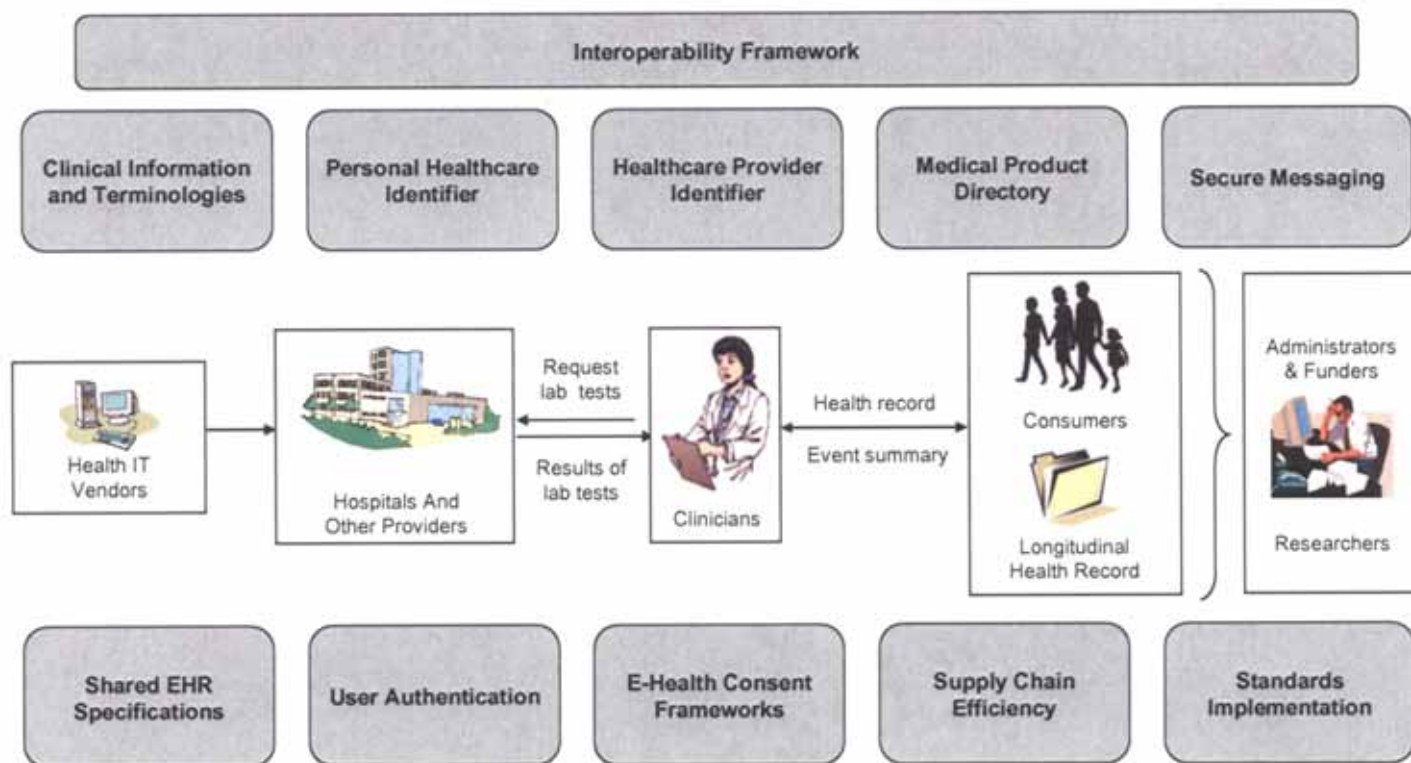 Interoperability Framework
Clinical Information
and Terminologies
Personal Healthcare
Identifier
Healthcare Provider
Identifier
Medical Product
Directory
Secure Messaging
Health IT
Vendors
Hospitals And
Other Providers
Request
lab tests
Results of
lab tests
Clinicians
Health record
Event summary
Consumers
Longitudinal
Health Record
Administrators
& Funders
Researchers
Shared EHR
Specifications
User Authentication
E-Health Consent
Frameworks
Supply Chain
Efficiency
Standards
Implementation